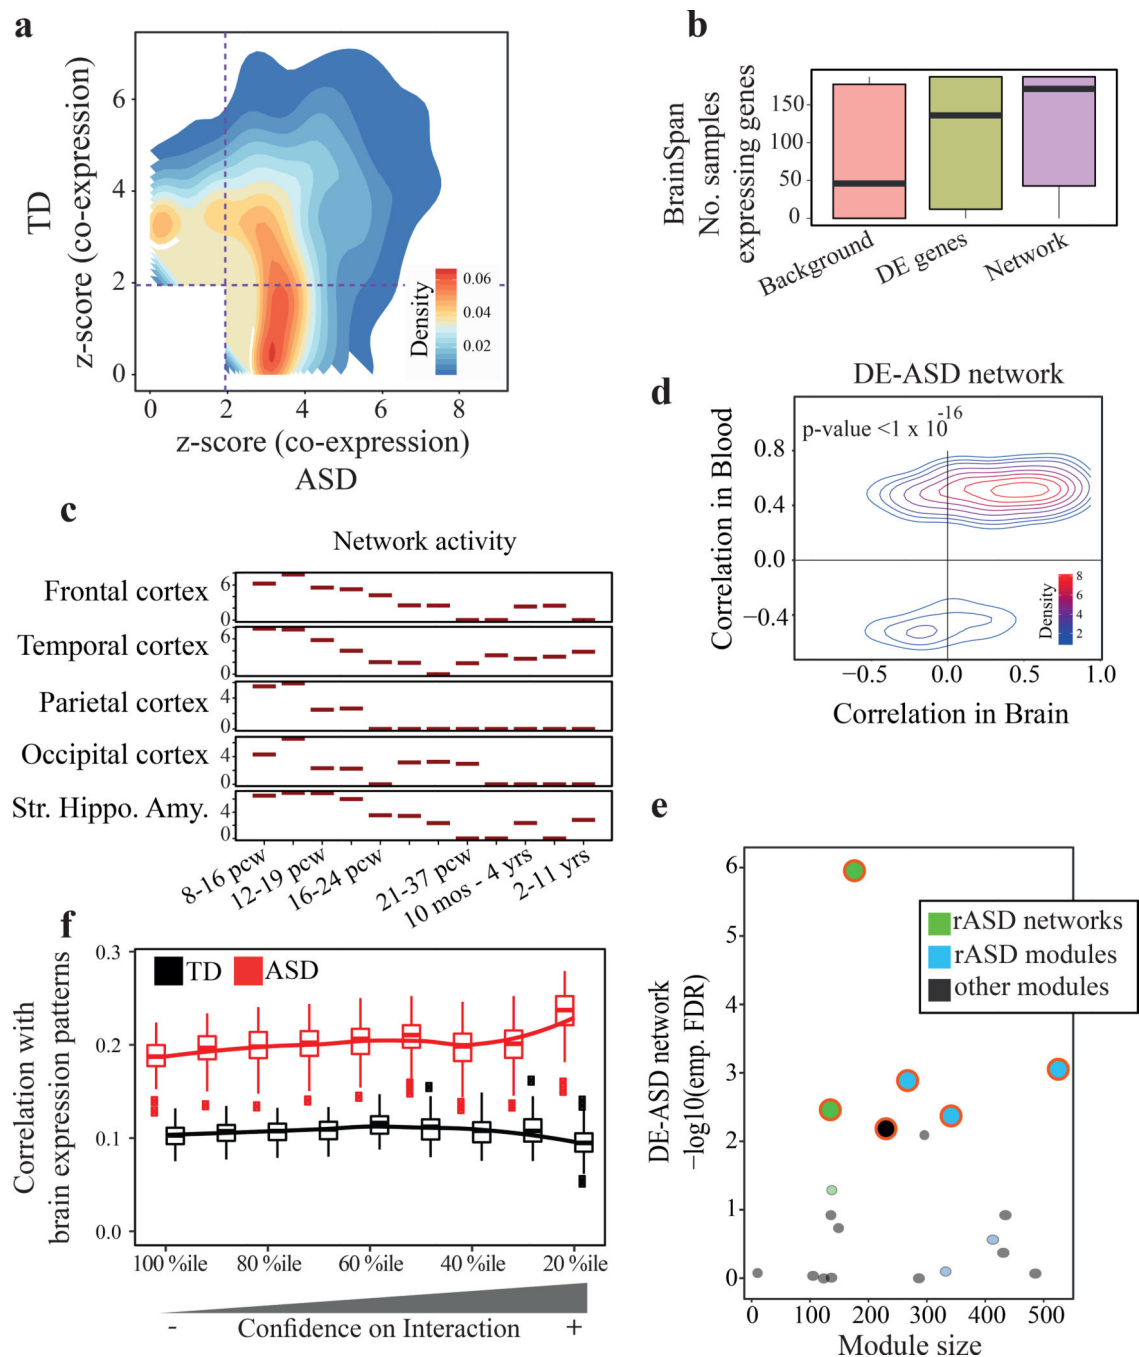 a
TD
z-score (co-expression)
6
4
2
0
Density
0.06
0.04
0.02
0 2 4 6 8
z-score (co-expression)
ASD
b
BrainSpan
No. samples
expressing genes
150
100
50
0
Background DE genes Network
c
Network activity
Frontal cortex
6
0
Temporal cortex
6
4
0
Parietal cortex
4
0
Occipital cortex
4
0
Str. Hippo. Amy.
4
0
8-16 pcw 12-19 pcw 16-24 pcw 21-37 pcw 10 mos - 4 yrs 2-11 yrs
d
DE-ASD network
p-value <1 x 10-16
Correlation in Blood
0.8
0.4
0.0
−0.4
Density
8
6
4
2
−0.5 0.0 0.5 1.0
Correlation in Brain
e
DE-ASD network
−log10(emp. FDR)
6
5
4
3
2
1
0
rASD networks
rASD modules
other modules
0 100 200 300 400 500
Module size
f
Correlation with
brain expression patterns
0.3
0.2
0.1
0.0
TD ASD
100 %ile 80 %ile 60 %ile 40 %ile 20 %ile
- Confidence on Interaction +